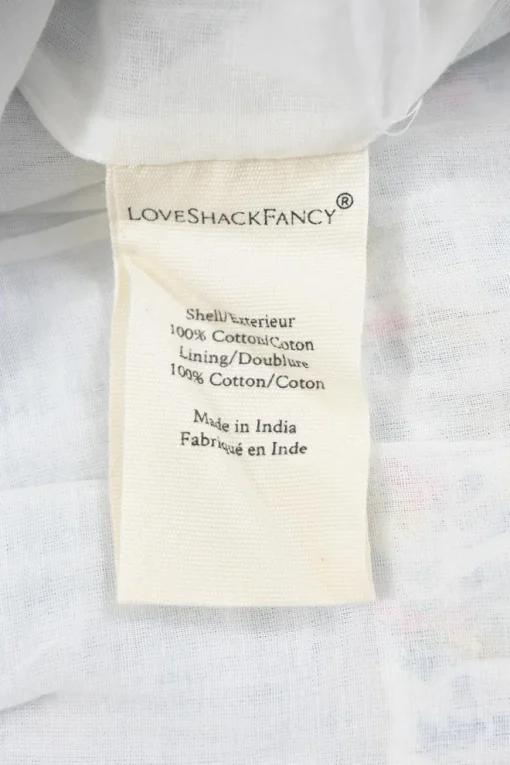 LOVESHACKFANCY®
Shell/Exterieur
100% Cotton/Coton
Lining/Doublure
100% Cotton/Coton
Made in India
Fabriqué en Inde